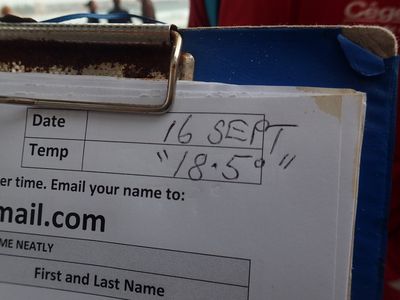 Cége
Date 16 SEPT
Temp "18.5°"
er time. Email your name to:
mail.com
ME NEATLY
First and Last Name